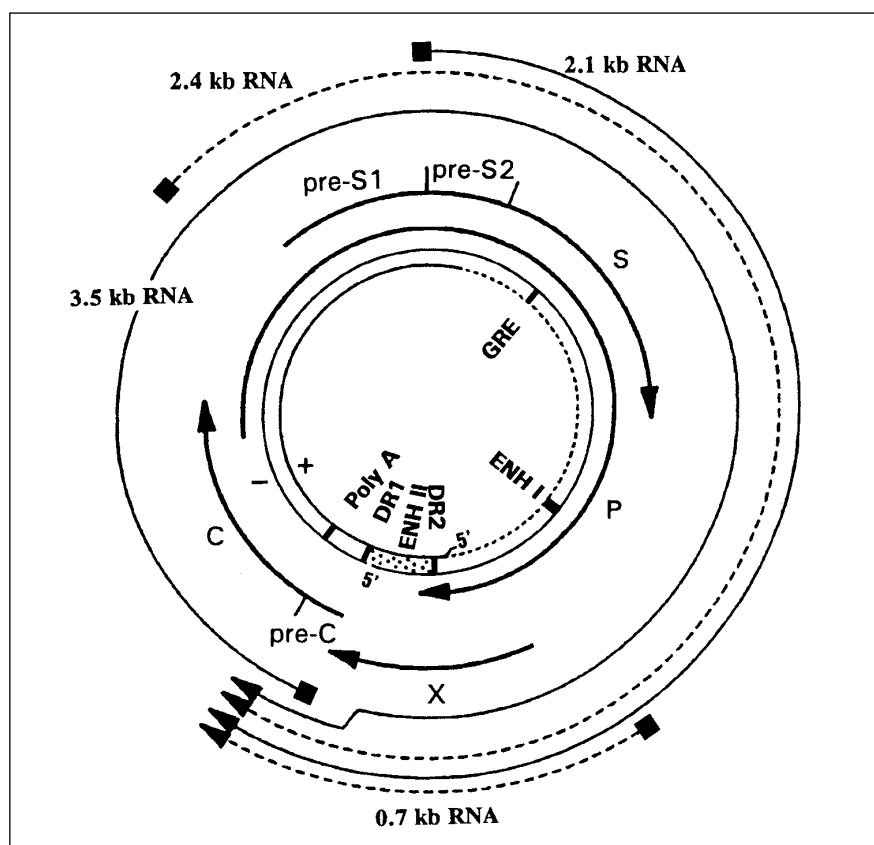 2.4 kb RNA
2.1 kb RNA
pre-S1
pre-S2
S
3.5 kb RNA
GRE
ENH I
P
+
−
Poly A
DR1
ENH II
DR2
5'
5'
C
pre-C
X
0.7 kb RNA